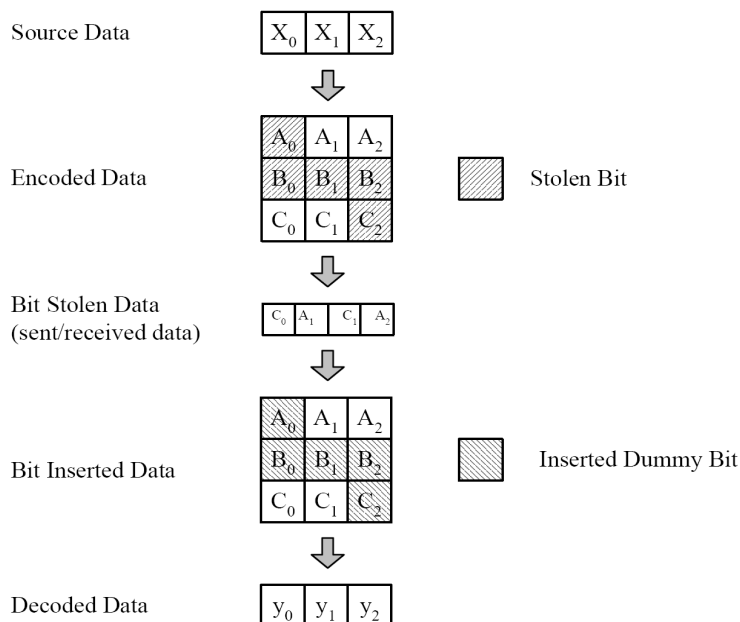 Source Data
X0 X1 X2
A0 A1 A2
Encoded Data
B0 B1 B2
Stolen Bit
C0 C1 C2
Bit Stolen Data
(sent/received data)
C0 A1 C1 A2
A0 A1 A2
Bit Inserted Data
B0 B1 B2
Inserted Dummy Bit
C0 C1 C2
Decoded Data
y0 y1 y2